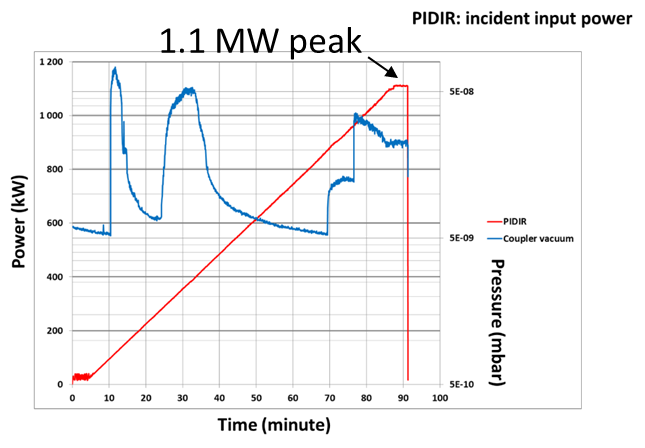 PIDIR: incident input power
1.1 MW peak
1 200
1 000
800
600
400
200
0
Power (kW)
0 10 20 30 40 50 60 70 80 90 100
Time (minute)
5E-08
5E-09
5E-10
Pressure (mbar)
PIDIR
Coupler vacuum